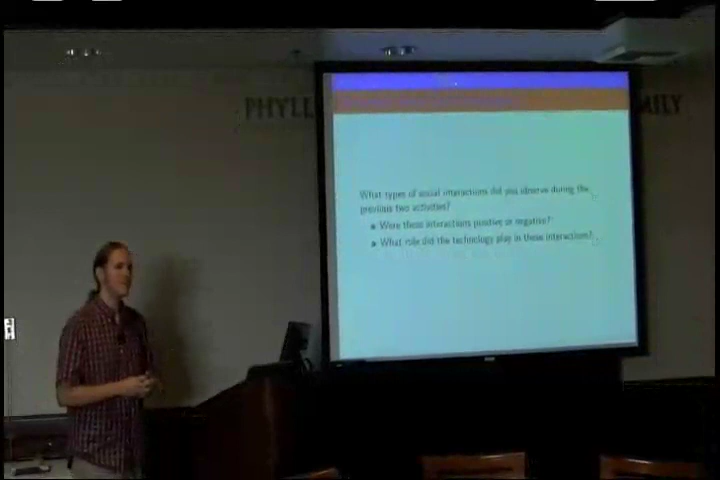 PHYLL
MILY
What types of social interactions did you observe during the
previous two activities?
Were these interactions positive or negative?
What role did the technology play in these interactions?